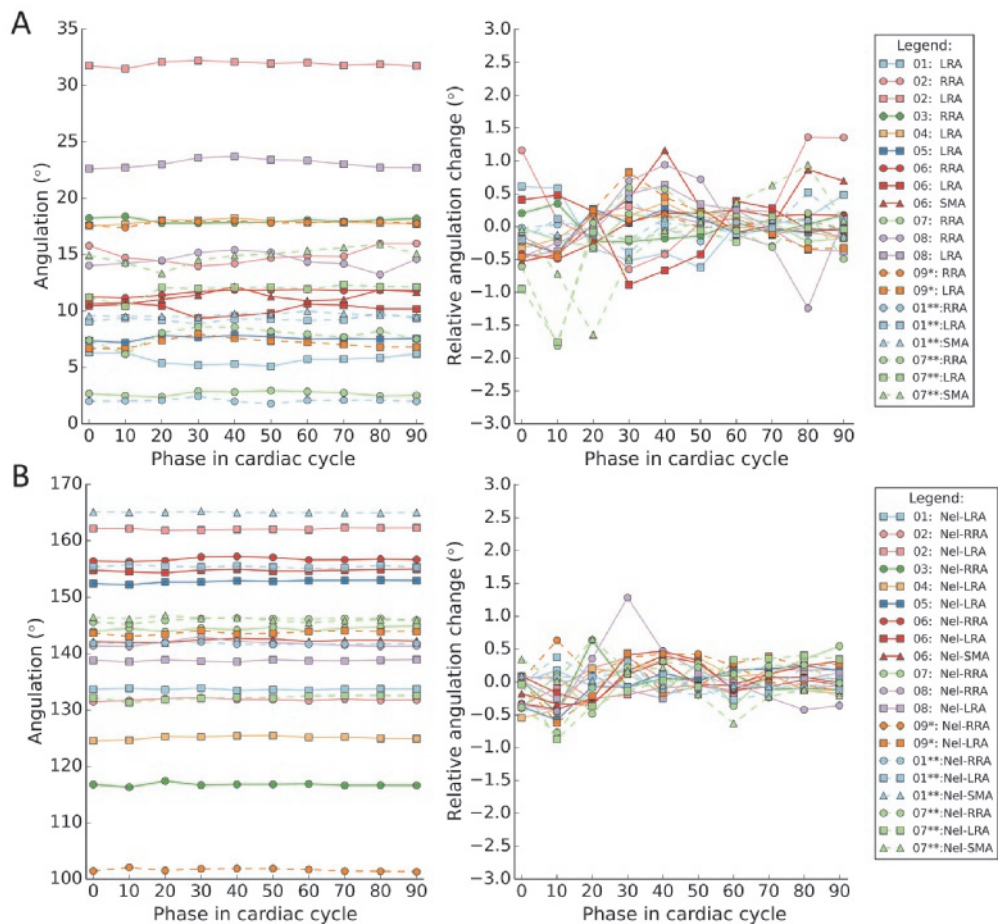 A
Angulation (°)
35
30
25
20
15
10
5
0
0 10 20 30 40 50 60 70 80 90
Phase in cardiac cycle
Relative angulation change (°)
3.0
2.5
2.0
1.5
1.0
0.5
0.0
−0.5
−1.0
−1.5
−2.0
−2.5
−3.0
0 10 20 30 40 50 60 70 80 90
Phase in cardiac cycle
Legend:
01: LRA
02: RRA
02: LRA
03: RRA
04: LRA
05: LRA
06: RRA
06: LRA
06: SMA
07: RRA
08: RRA
08: LRA
09*: RRA
09*: LRA
01**:RRA
01**:LRA
01**:SMA
07**:RRA
07**:LRA
07**:SMA
B
Angulation (°)
170
160
150
140
130
120
110
100
0 10 20 30 40 50 60 70 80 90
Phase in cardiac cycle
Relative angulation change (°)
3.0
2.5
2.0
1.5
1.0
0.5
0.0
−0.5
−1.0
−1.5
−2.0
−2.5
−3.0
0 10 20 30 40 50 60 70 80 90
Phase in cardiac cycle
Legend:
01: Nel-LRA
02: Nel-RRA
02: Nel-LRA
03: Nel-RRA
04: Nel-LRA
05: Nel-LRA
06: Nel-RRA
06: Nel-LRA
06: Nel-SMA
07: Nel-RRA
08: Nel-RRA
08: Nel-LRA
09*: Nel-RRA
09*: Nel-LRA
01**:Nel-RRA
01**:Nel-LRA
01**:Nel-SMA
07**:Nel-RRA
07**:Nel-LRA
07**:Nel-SMA